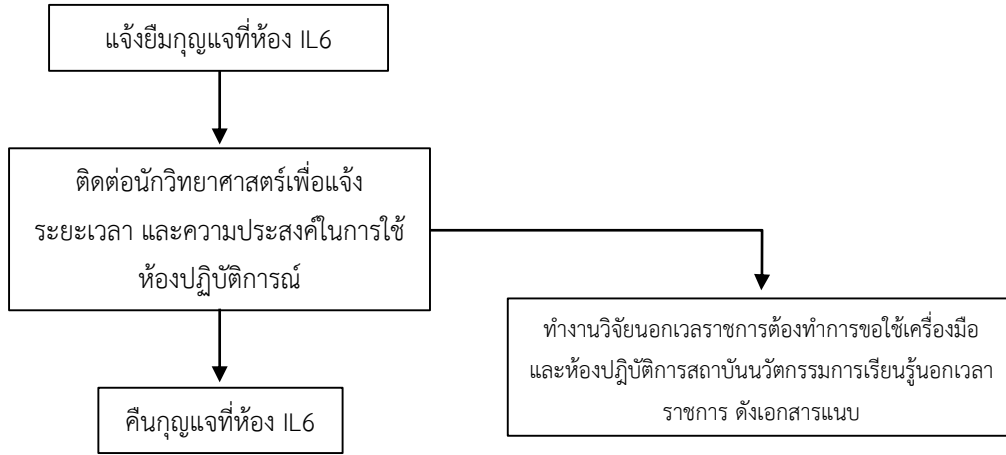 แจ้งยืมกุญแจที่ห้อง IL6
ติดต่อนักวิทยาศาสตร์เพื่อแจ้ง
ระยะเวลา และความประสงค์ในการใช้
ห้องปฏิบัติการณ์
ทำงานวิจัยนอกเวลราชการต้องทำการขอใช้เครื่องมือ
และห้องปฎิบัติการสถาบันนวัตกรรมการเรียนรู้นอกเวลา
ราชการ ดังเอกสารแนบ
คืนกุญแจที่ห้อง IL6